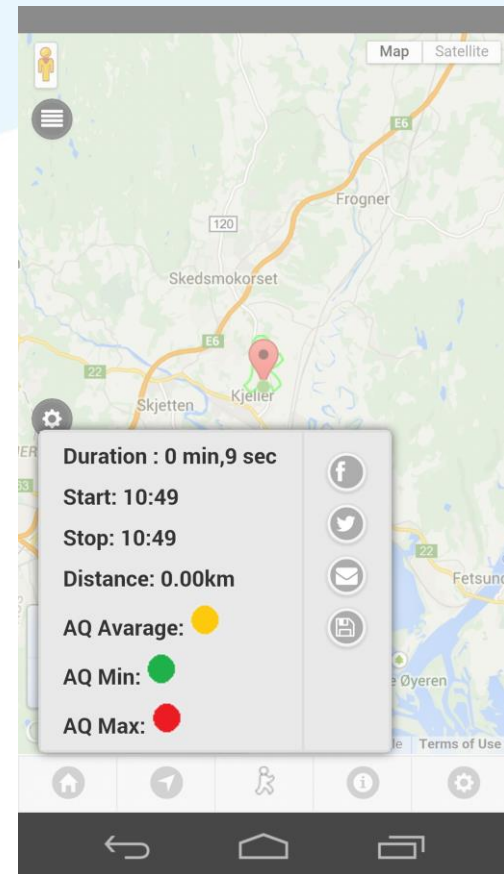 Map Satellite
E6
Frogner
120
Skedsmokorset
E6
22
Kjeller
Skjetten
Duration : 0 min,9 sec
Start: 10:49
Stop: 10:49
22
Distance: 0.00km
Fetsund
AQ Avarage:
AQ Min:
Øyeren
AQ Max:
Terms of Use